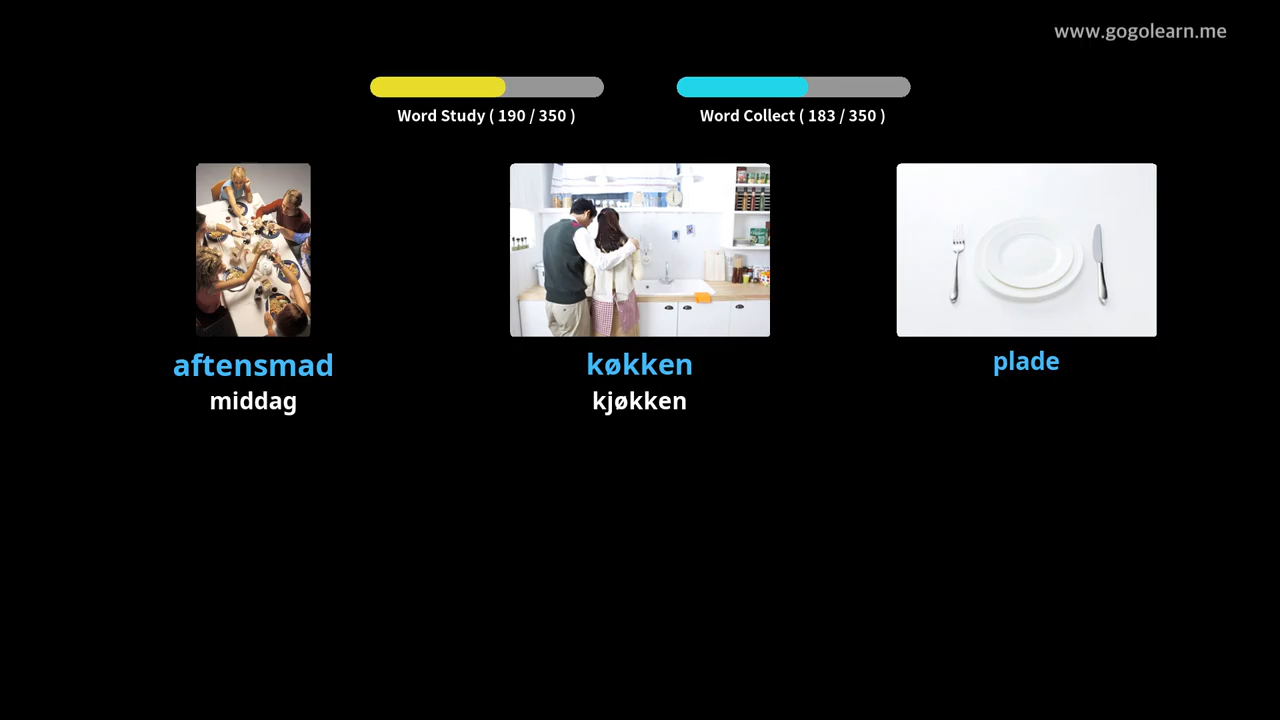 www.gogolearn.me
Word Study ( 190 / 350 )
Word Collect ( 183 / 350 )
aftensmad
middag
køkken
kjøkken
plade